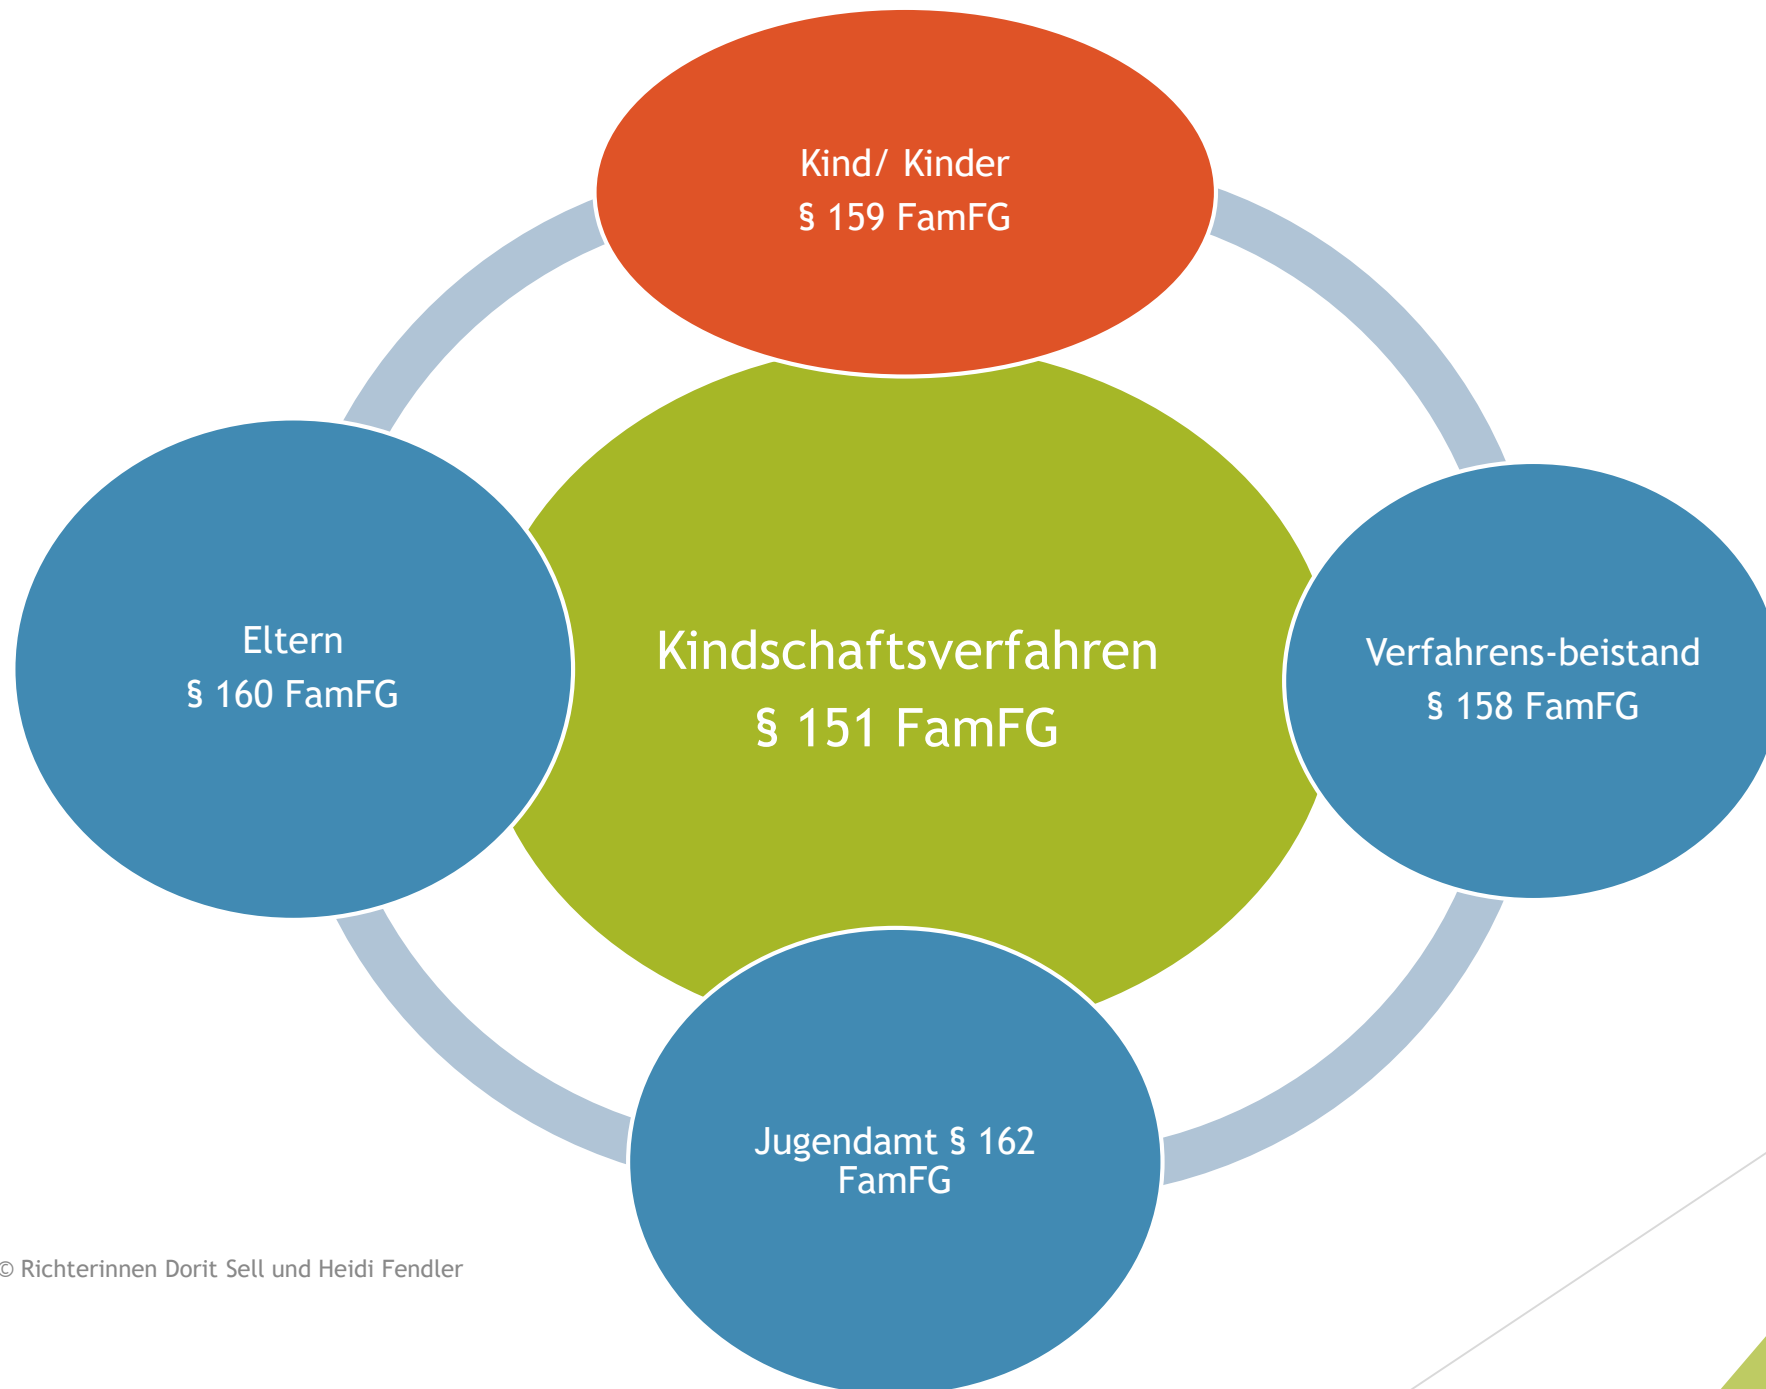 Kind/ Kinder
§ 159 FamFG
Eltern
§ 160 FamFG
Kindschaftsverfahren
§ 151 FamFG
Verfahrens-beistand
§ 158 FamFG
Jugendamt § 162
FamFG
© Richterinnen Dorit Sell und Heidi Fendler